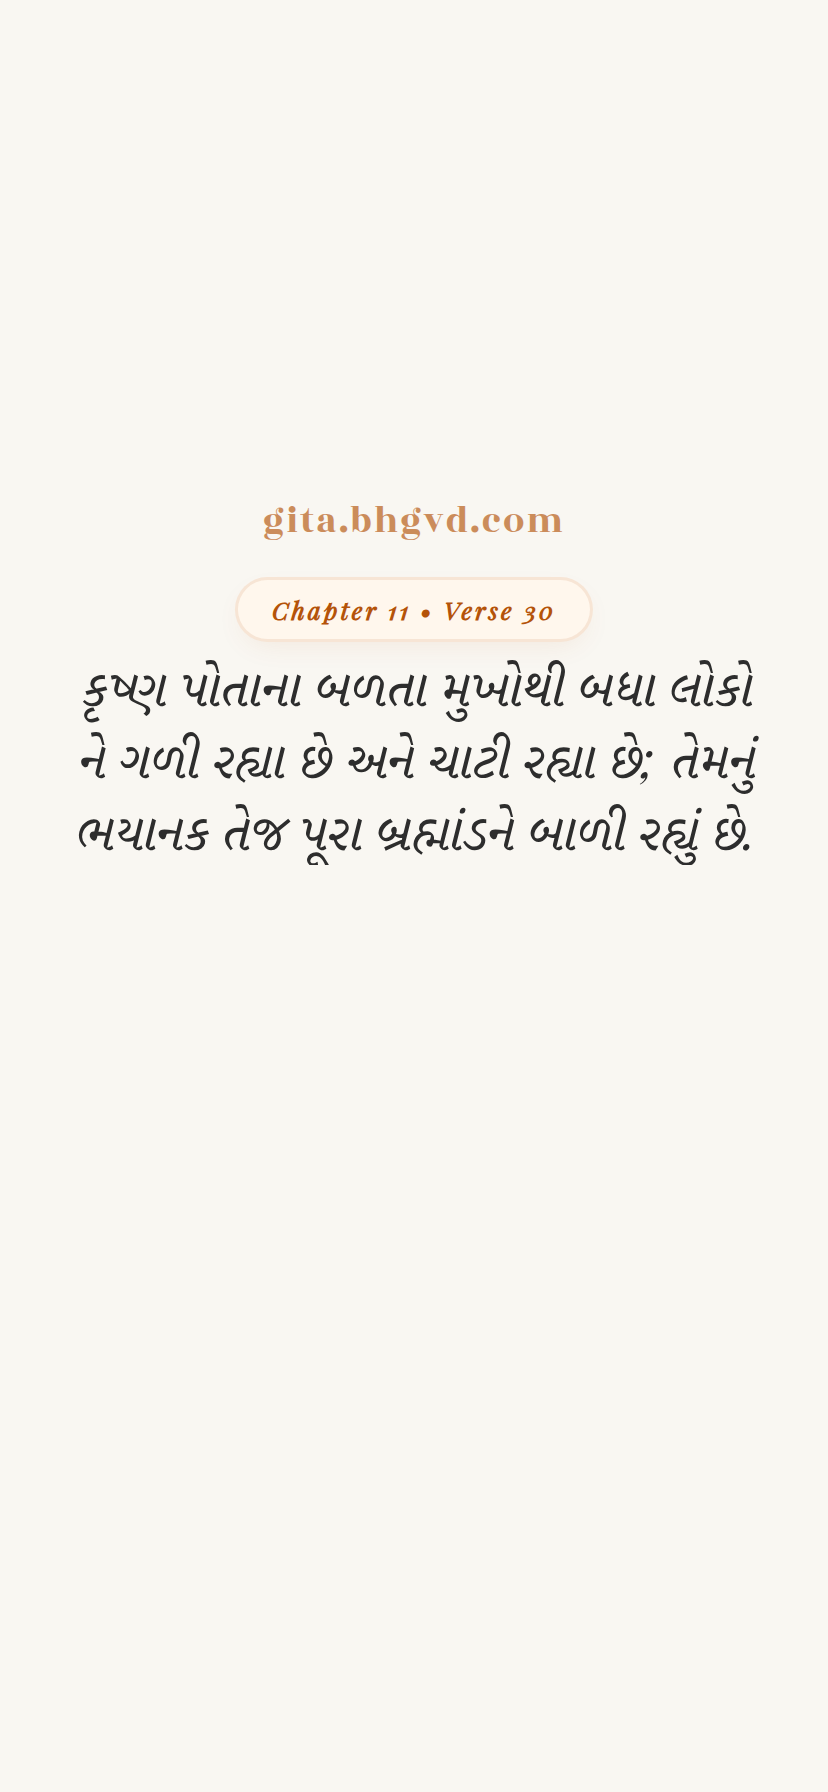 gita.bhgvd.com
Chapter 11 • Verse 30
કૃષ્ણ પોતાના બળતા મુખોથી બધા લોકો
ને ગળી રહ્યા છે અને ચાટી રહ્યા છે; તેમનું
ભયાનક તેજ પૂરા બ્રહ્માંડને બાળી રહ્યું છે.